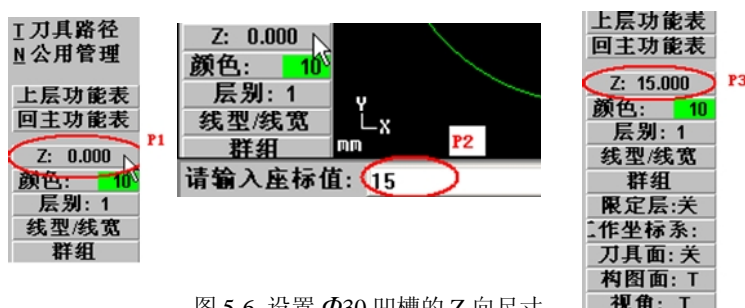 T 刀具路径
N 公用管理
上层功能表
回主功能表
Z: 0.000
P1
颜色: 10
层别: 1
线型/线宽
群组
Z: 0.000
颜色: 10
层别: 1
线型/线宽
群组
Y
X
mm
P2
请输入座标值: 15
上层功能表
回主功能表
Z: 15.000
P3
颜色: 10
层别: 1
线型/线宽
群组
限定层:关
作坐标系:
刀具面:关
构图面: T
视角: T
图 5-6 设置 Φ30 凹槽的 Z 向尺寸